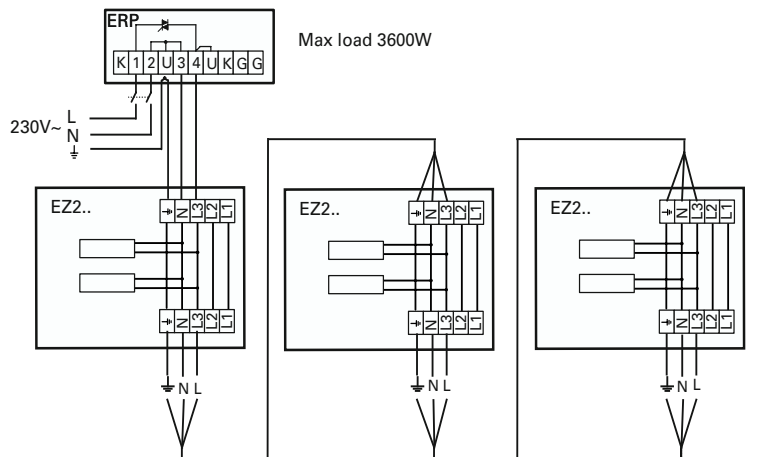 ERP
Max load 3600W
K 1 2 U 3 4 U K G G
L
230V~ N
EZ2..
N L3 L2 L1
N L3 L2 L1
N L
EZ2..
N L3 L2 L1
N L3 L2 L1
N L
EZ2..
N L3 L2 L1
N L3 L2 L1
N L